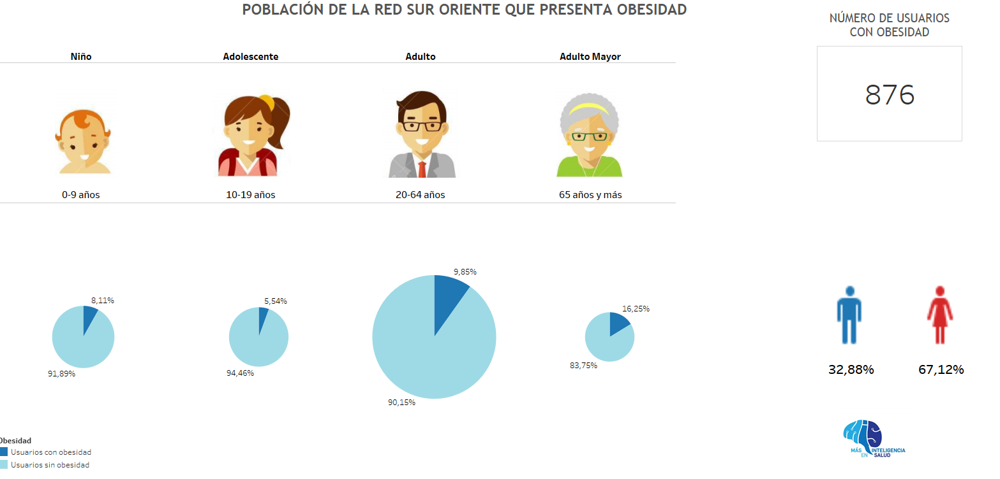 POBLACIÓN DE LA RED SUR ORIENTE QUE PRESENTA OBESIDAD
NÚMERO DE USUARIOS
CON OBESIDAD
876
Niño
Adolescente
Adulto
Adulto Mayor
0-9 años
10-19 años
20-64 años
65 años y más
8,11%
91,89%
5,54%
94,46%
9,85%
90,15%
16,25%
83,75%
32,88%
67,12%
Obesidad
Usuarios con obesidad
Usuarios sin obesidad
MÁS INTELIGENCIA
EN SALUD